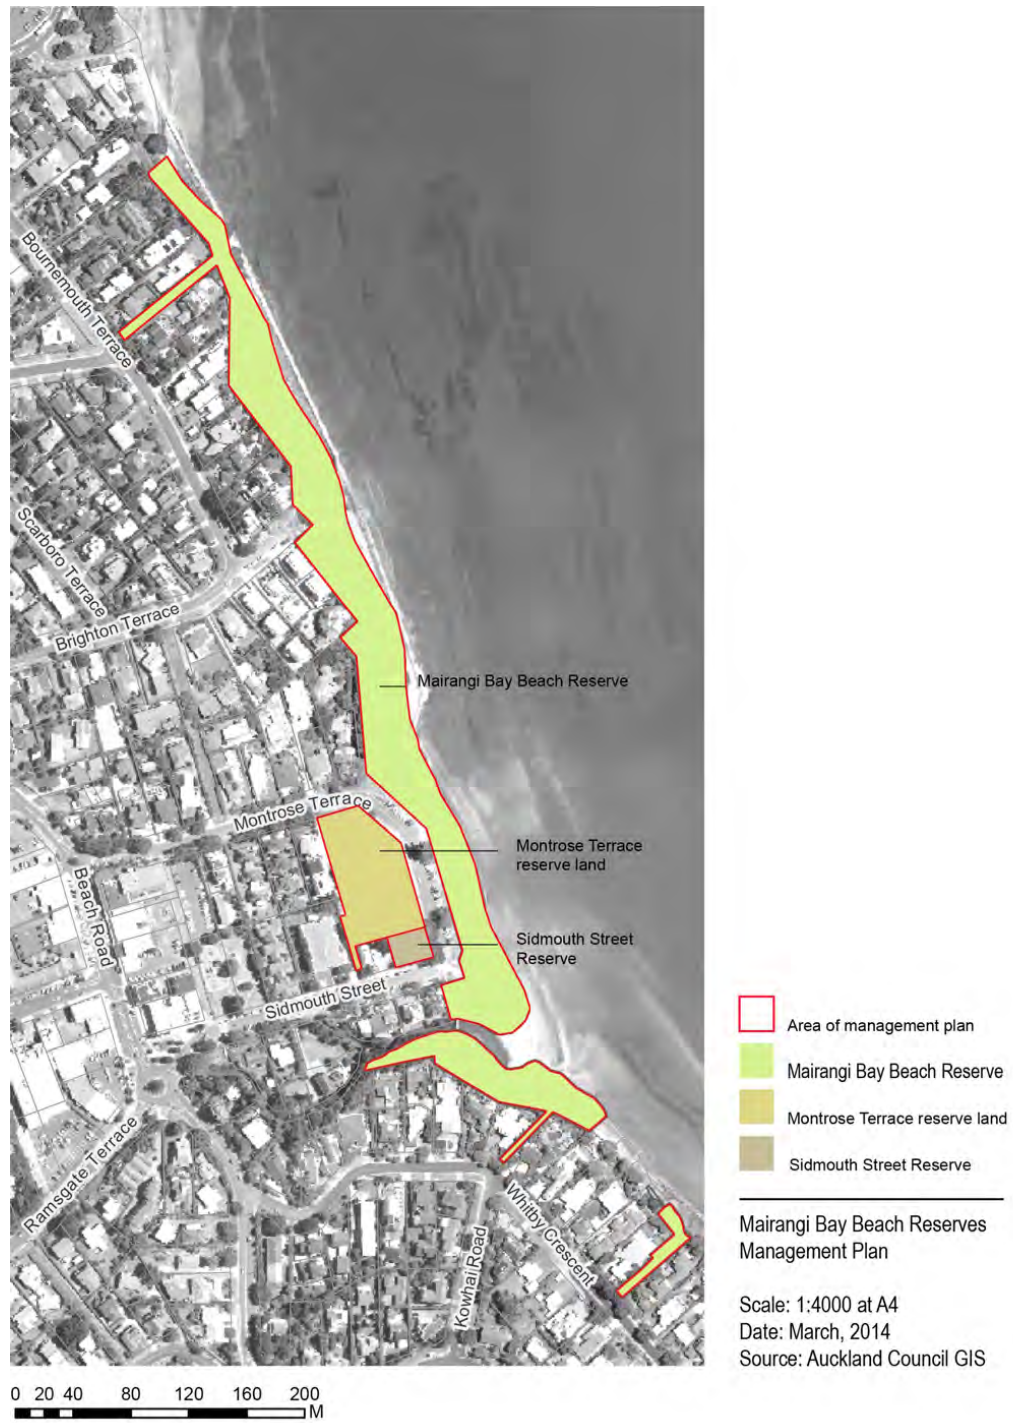 Bournemouth Terrace
Scarboro Terrace
Brighton Terrace
Mairangi Bay Beach Reserve
Montrose Terrace
Montrose Terrace
reserve land
Beach Road
Sidmouth Street
Reserve
Sidmouth Street
Ramsgate Terrace
Whitby Crescent
Kowhai Road
Area of management plan
Mairangi Bay Beach Reserve
Montrose Terrace reserve land
Sidmouth Street Reserve
Mairangi Bay Beach Reserves
Management Plan
Scale: 1:4000 at A4
Date: March, 2014
Source: Auckland Council GIS
0 20 40 80 120 160 200
M